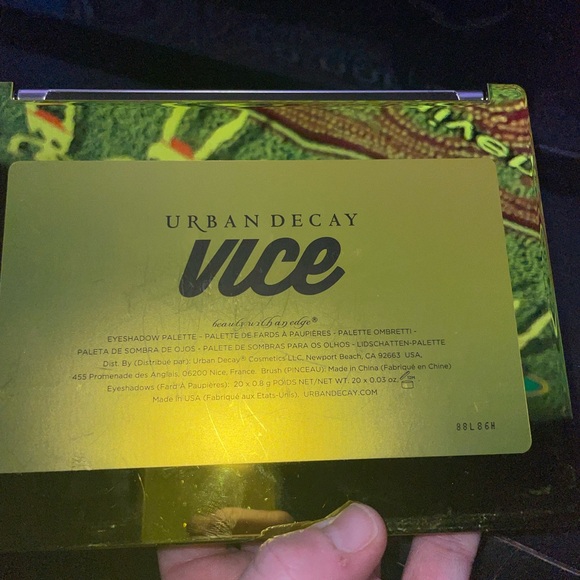 URBAN DECAY
VICE
beauty with an edge®
EYESHADOW PALETTE - PALETTE DE FARDS À PAUPIÈRES - PALETTE OMBRETTI -
PALETA DE SOMBRA DE OJOS - PALETE DE SOMBRAS PARA OS OLHOS - LIDSCHATTEN-PALETTE
Dist. By (Distribué par): Urban Decay® Cosmetics LLC, Newport Beach, CA 92663 USA,
455 Promenade des Anglais, 06200 Nice, France. Brush (PINCEAU): Made in China (Fabriqué en Chine)
Eyeshadows (Fard À Paupières): 20 x 0.8 g POIDS NET/NET WT. 20 x 0.03 oz.
Made in USA (Fabriqué aux États-Unis). URBANDECAY.COM